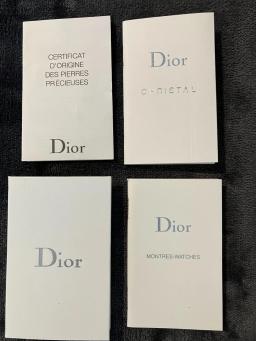 CERTIFICAT
D'ORIGINE
DES PIERRES
PRÉCIEUSES
Dior
Dior
CHRISTAL
Dior
Dior
MONTRES-WATCHES